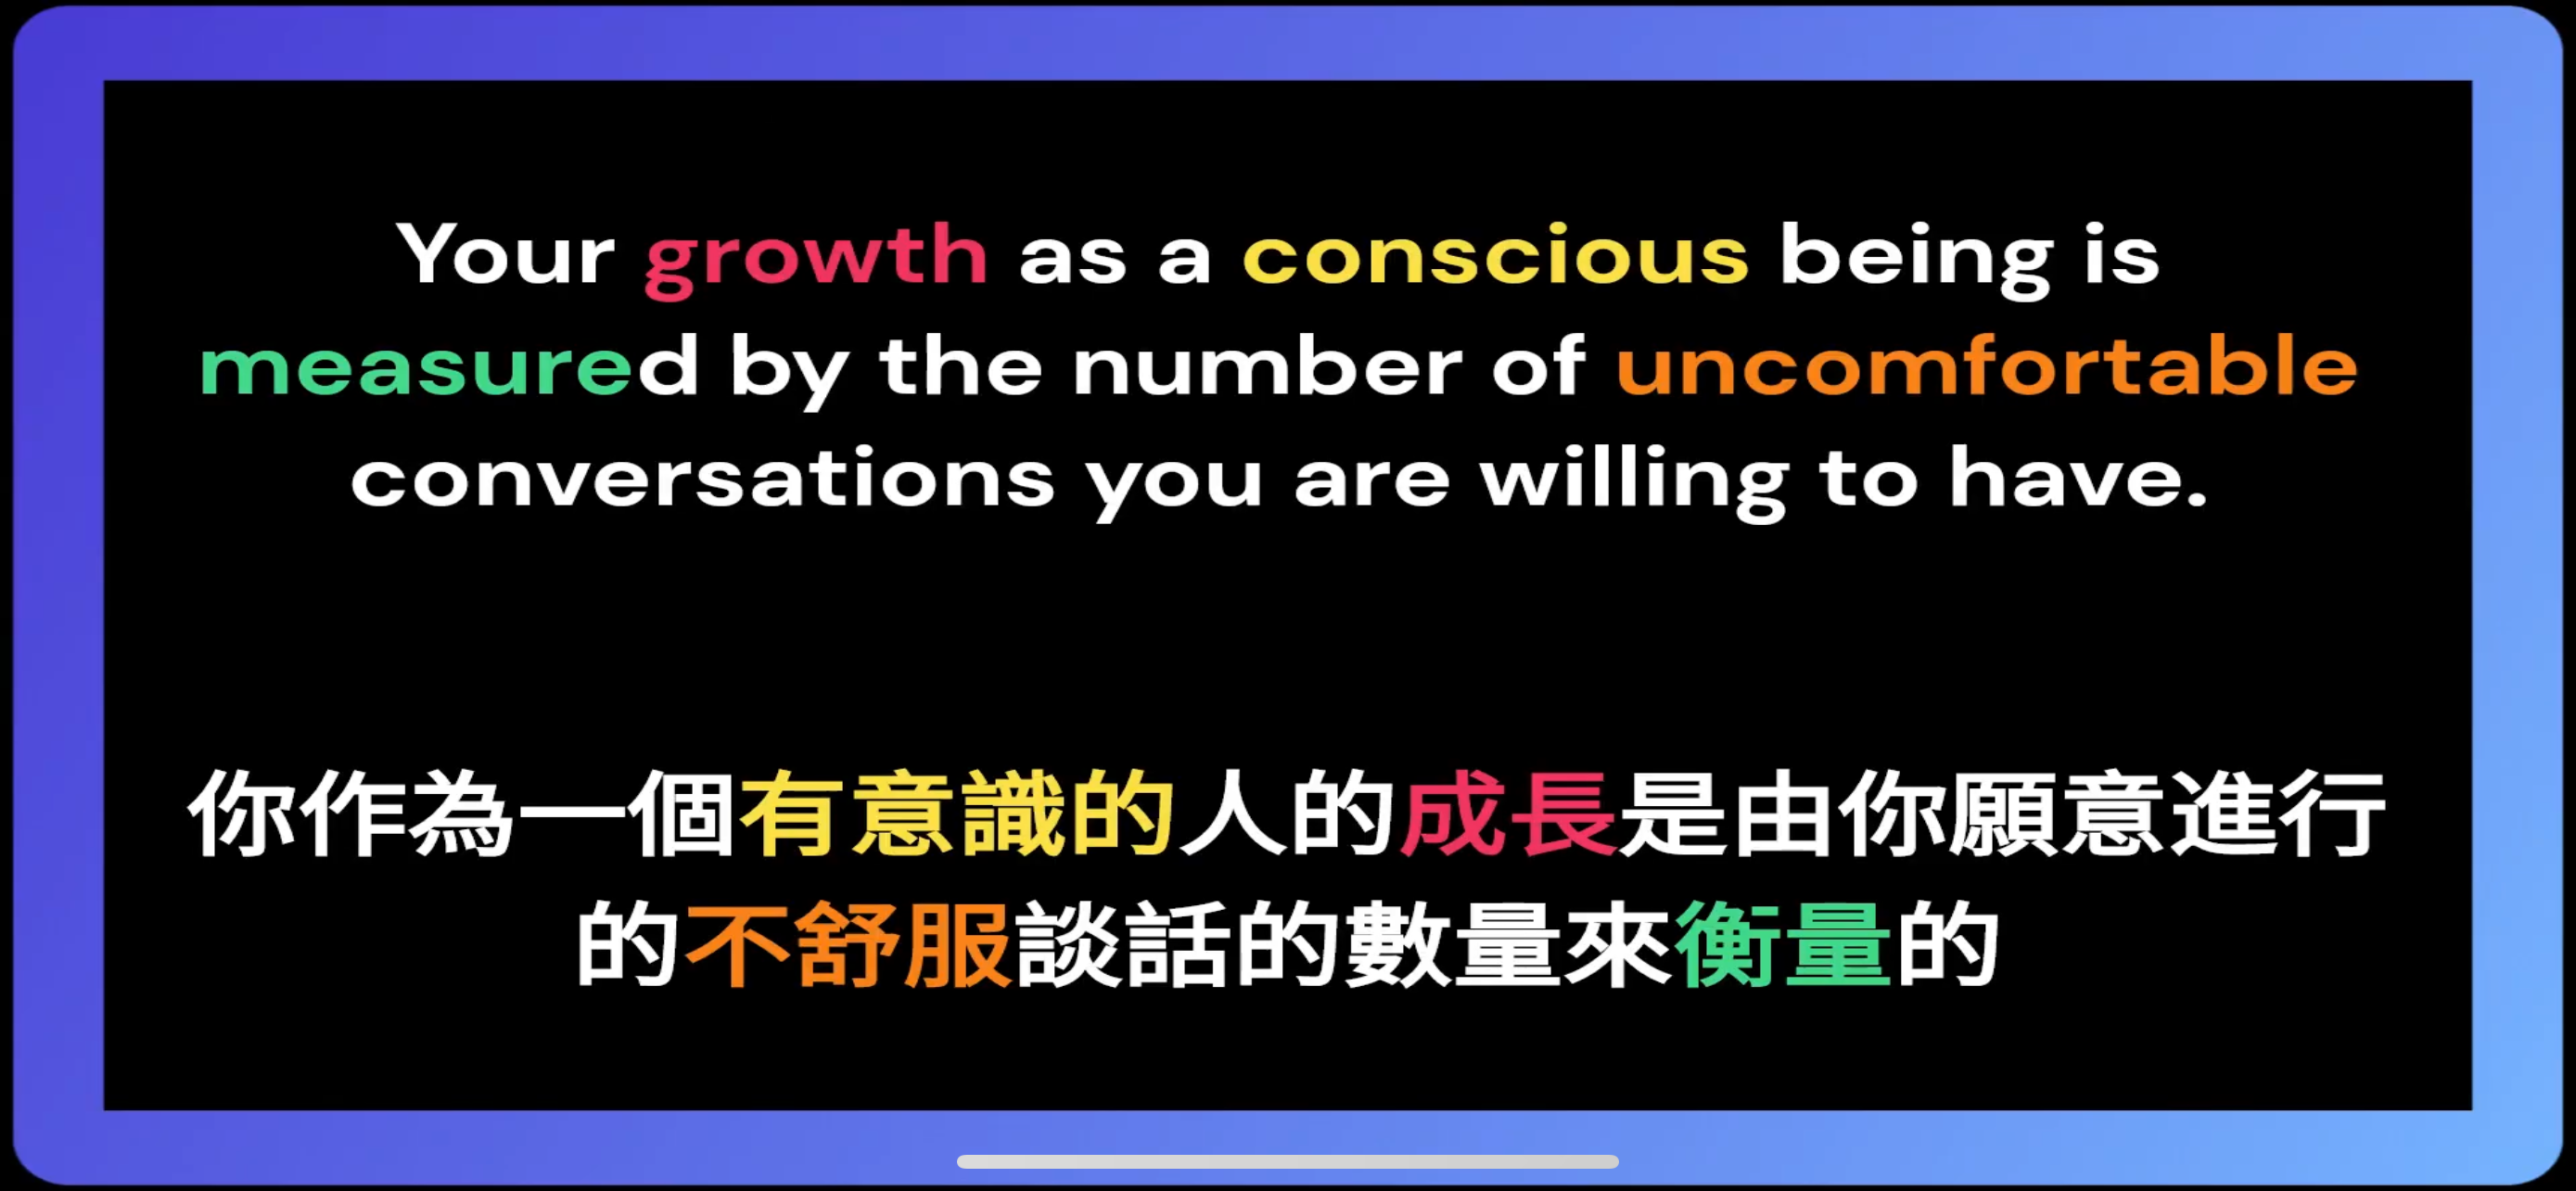 Your growth as a conscious being is
measured by the number of uncomfortable
conversations you are willing to have.
你作為一個有意識的人的成長是由你願意進行
的不舒服談話的數量來衡量的